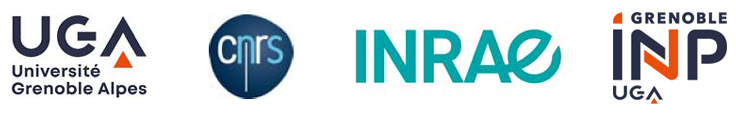 UGA
Université
Grenoble Alpes
cnrs
INRAE
GRENOBLE
INP
UGA